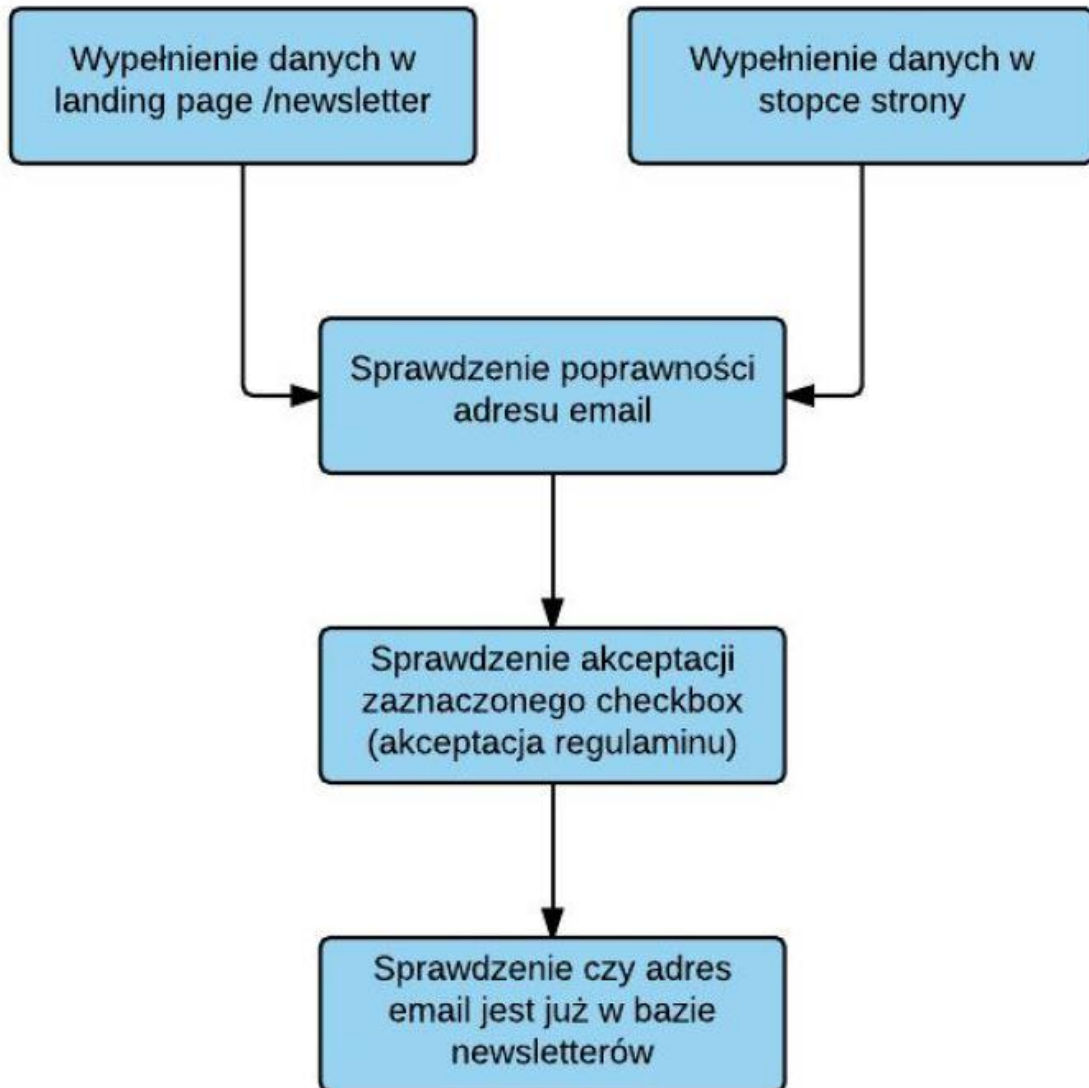 Wypełnienie danych w
landing page /newsletter
Wypełnienie danych w
stopce strony
Sprawdzenie poprawności
adresu email
Sprawdzenie akceptacji
zaznaczonego checkbox
(akceptacja regulaminu)
Sprawdzenie czy adres
email jest już w bazie
newsletterów